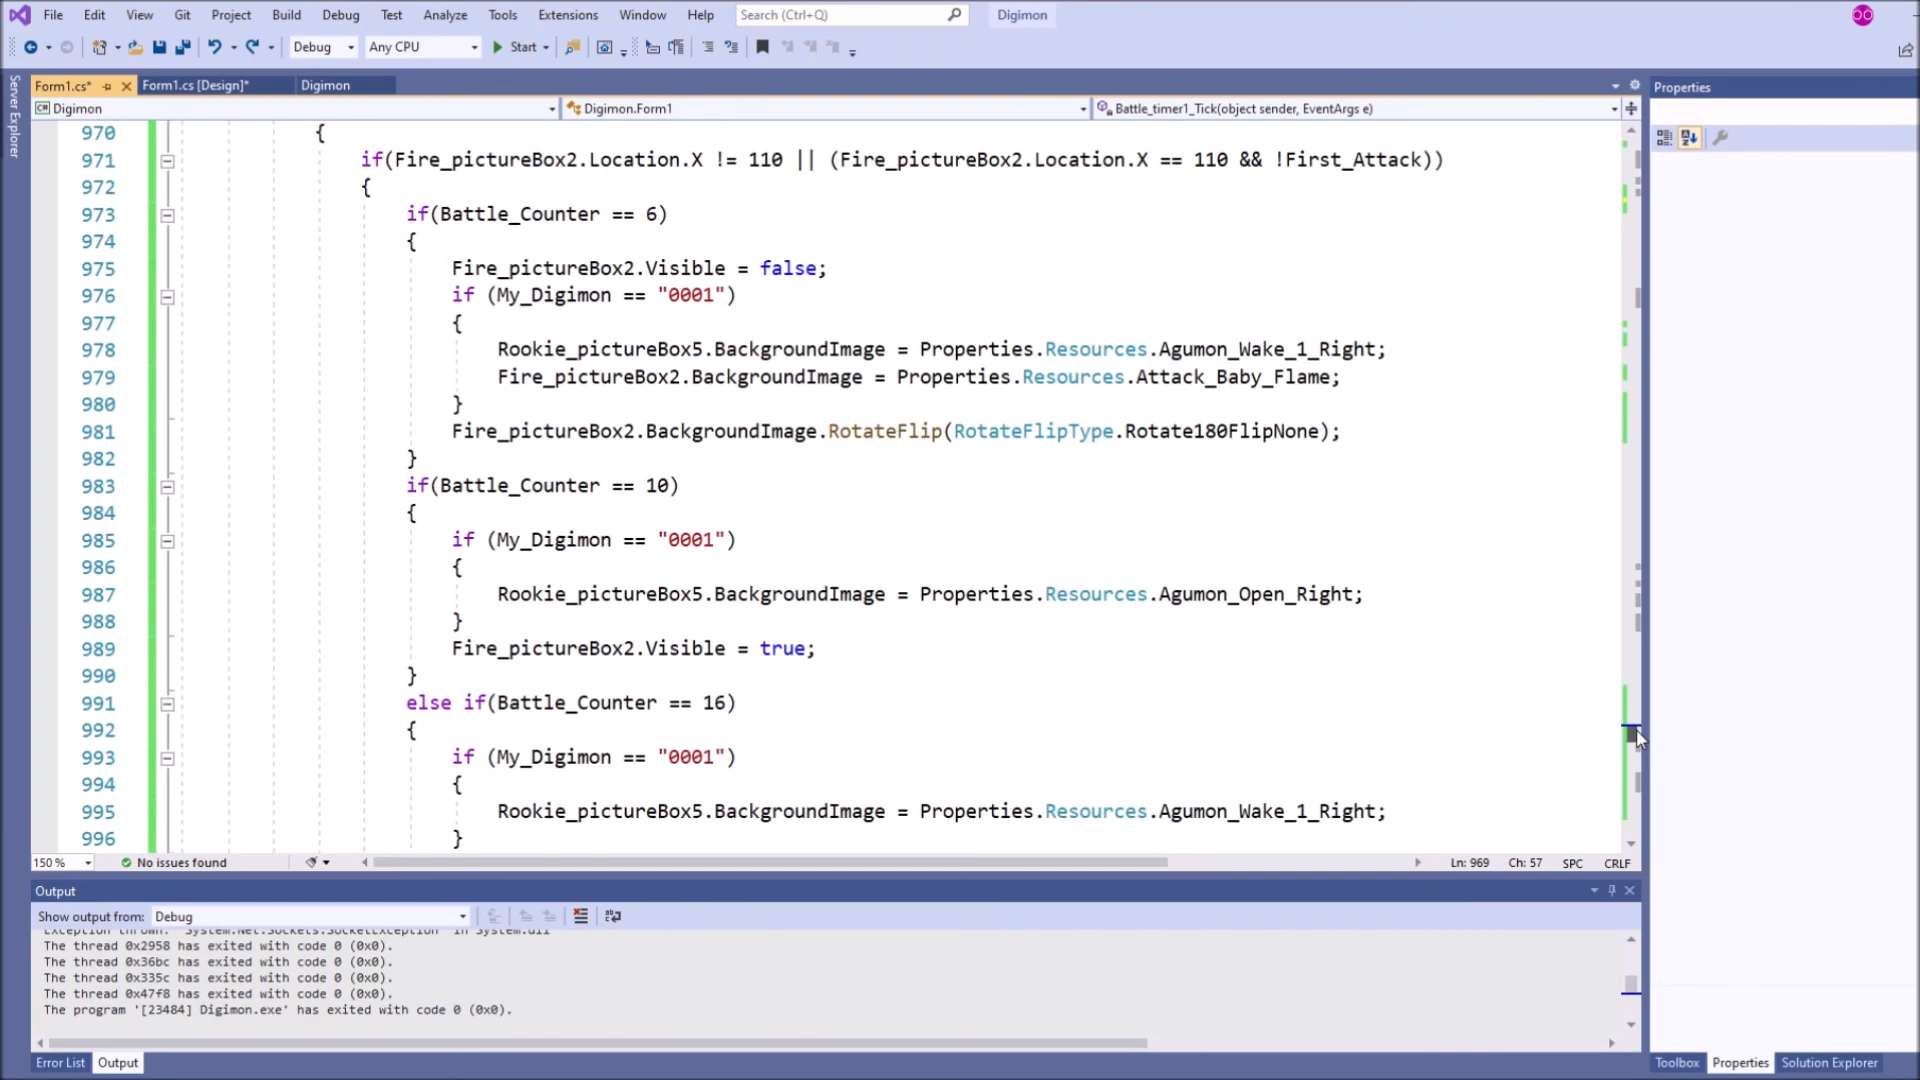 File Edit View Git Project Build Debug Test Analyze Tools Extensions Window Help Search (Ctrl+Q) Digimon
Debug Any CPU Start
Server Explorer
Form1.cs* Form1.cs [Design]* Digimon
Digimon Digimon.Form1 Battle_timer1_Tick(object sender, EventArgs e)
970 {
971 if(Fire_pictureBox2.Location.X != 110 || (Fire_pictureBox2.Location.X == 110 && !First_Attack))
972 {
973 if(Battle_Counter == 6)
974 {
975 Fire_pictureBox2.Visible = false;
976 if (My_Digimon == "0001")
977 {
978 Rookie_pictureBox5.BackgroundImage = Properties.Resources.Agumon_Wake_1_Right;
979 Fire_pictureBox2.BackgroundImage = Properties.Resources.Attack_Baby_Flame;
980 }
981 Fire_pictureBox2.BackgroundImage.RotateFlip(RotateFlipType.Rotate180FlipNone);
982 }
983 if(Battle_Counter == 10)
984 {
985 if (My_Digimon == "0001")
986 {
987 Rookie_pictureBox5.BackgroundImage = Properties.Resources.Agumon_Open_Right;
988 }
989 Fire_pictureBox2.Visible = true;
990 }
991 else if(Battle_Counter == 16)
992 {
993 if (My_Digimon == "0001")
994 {
995 Rookie_pictureBox5.BackgroundImage = Properties.Resources.Agumon_Wake_1_Right;
996 }
150 % No issues found Ln: 969 Ch: 57 SPC CRLF
Output
Show output from: Debug
Exception thrown: 'System.Net.Sockets.SocketException' in System.dll
The thread 0x2958 has exited with code 0 (0x0).
The thread 0x36bc has exited with code 0 (0x0).
The thread 0x335c has exited with code 0 (0x0).
The thread 0x47f8 has exited with code 0 (0x0).
The program '[23484] Digimon.exe' has exited with code 0 (0x0).
Error List Output
Properties
Toolbox Properties Solution Explorer